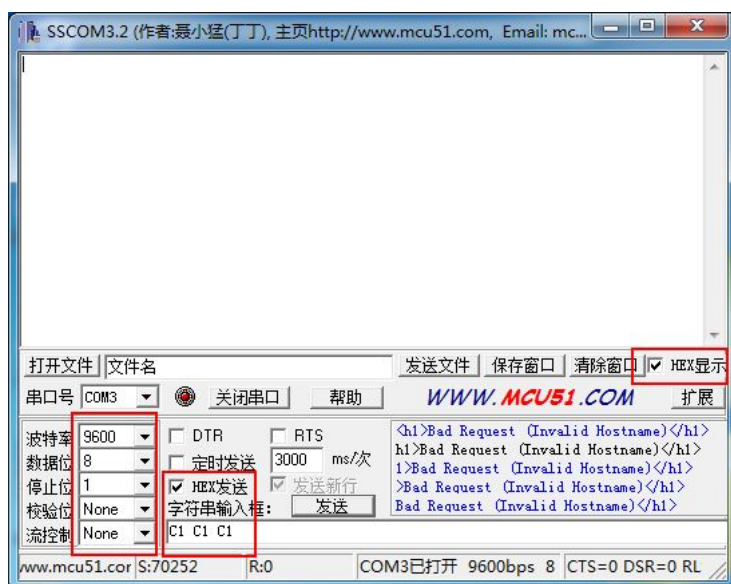 SSCOM3.2 (作者:聂小猛(丁丁), 主页http://www.mcu51.com, Email: mc...
打开文件 文件名 发送文件 保存窗口 清除窗口 HEX显示
串口号 COM3 关闭串口 帮助 WWW.MCU51.COM 扩展
波特率 9600 DTR RTS
数据位 8 定时发送 3000 ms/次
停止位 1 HEX发送 发送新行
校验位 None 字符串输入框: 发送
流控制 None C1 C1 C1
<h1>Bad Request (Invalid Hostname)</h1>
h1>Bad Request (Invalid Hostname)</h1>
1>Bad Request (Invalid Hostname)</h1>
>Bad Request (Invalid Hostname)</h1>
Bad Request (Invalid Hostname)</h1>
www.mcu51.cor S:70252 R:0 COM3已打开 9600bps 8 CTS=0 DSR=0 RL